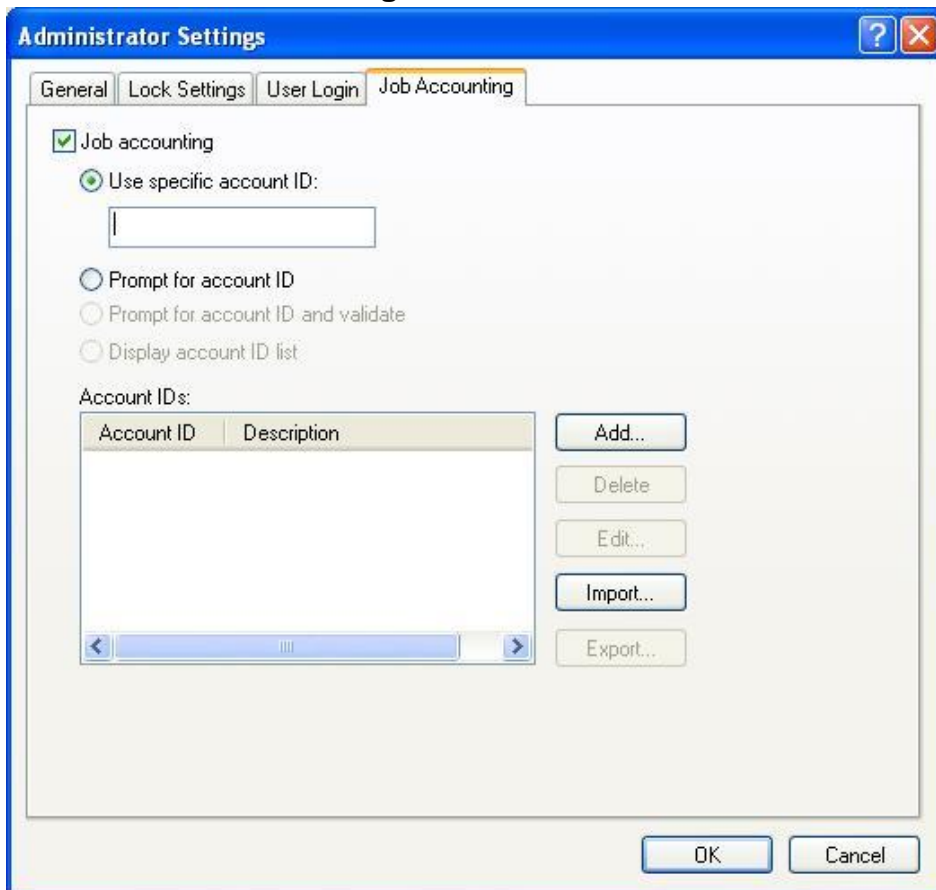 Administrator Settings
General Lock Settings User Login Job Accounting
Job accounting
Use specific account ID:
Prompt for account ID
Prompt for account ID and validate
Display account ID list
Account IDs:
Account ID Description
Add...
Delete
Edit...
Import...
Export...
OK Cancel